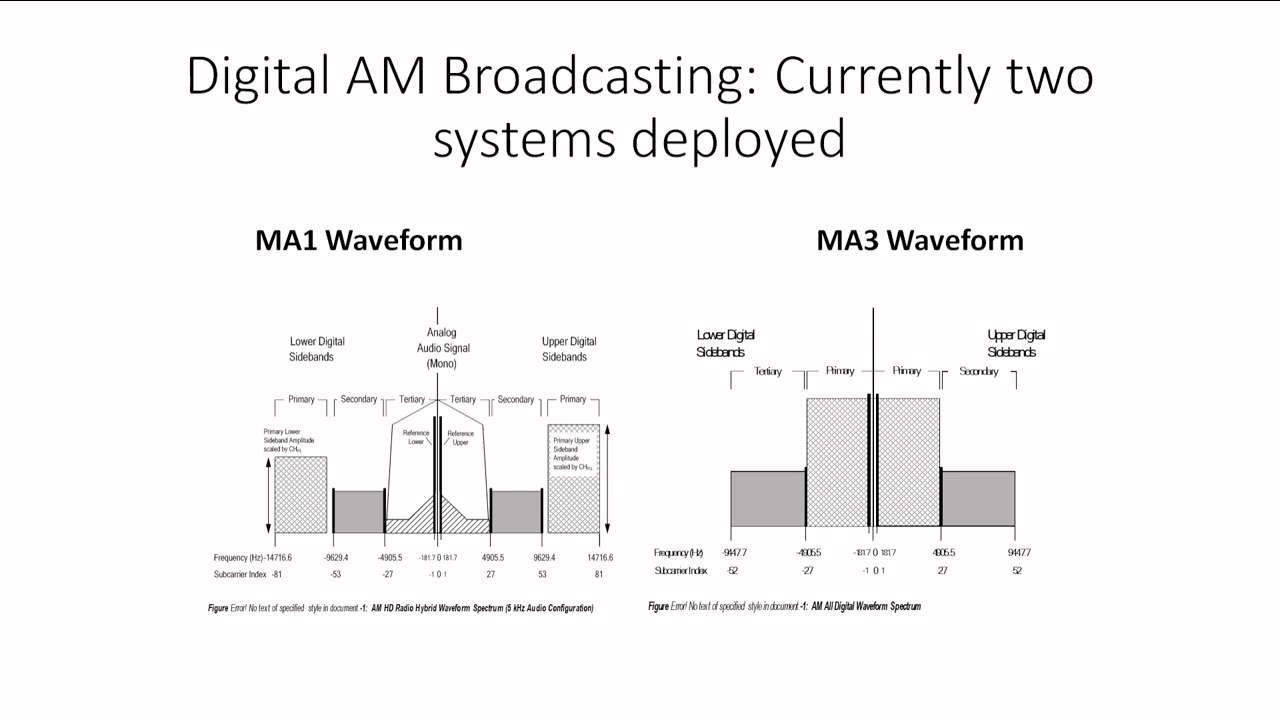 Digital AM Broadcasting: Currently two
systems deployed
MA1 Waveform
Lower Digital
Sidebands
Analog
Audio Signal
(Mono)
Upper Digital
Sidebands
Primary Secondary Tertiary Tertiary Secondary Primary
Primary Lower
Sideband Amplitude
scaled by CHPL
Reference
Lower
Reference
Upper
Primary Upper
Sideband
Amplitude
scaled by CHPU
Frequency (Hz) -14716.6 -9629.4 -4905.5 -181.7 0 181.7 4905.5 9629.4 14716.6
Subcarrier Index -81 -53 -27 -1 0 1 27 53 81
Figure Error! No text of specified style in document.-1: AM HD Radio Hybrid Waveform Spectrum (5 kHz Audio Configuration)
MA3 Waveform
Lower Digital
Sidebands
Upper Digital
Sidebands
Tertiary Primary Primary Secondary
Frequency (Hz) -9447.7 -4905.5 -181.7 0 181.7 4905.5 9447.7
Subcarrier Index -52 -27 -1 0 1 27 52
Figure Error! No text of specified style in document.-1: AM All Digital Waveform Spectrum